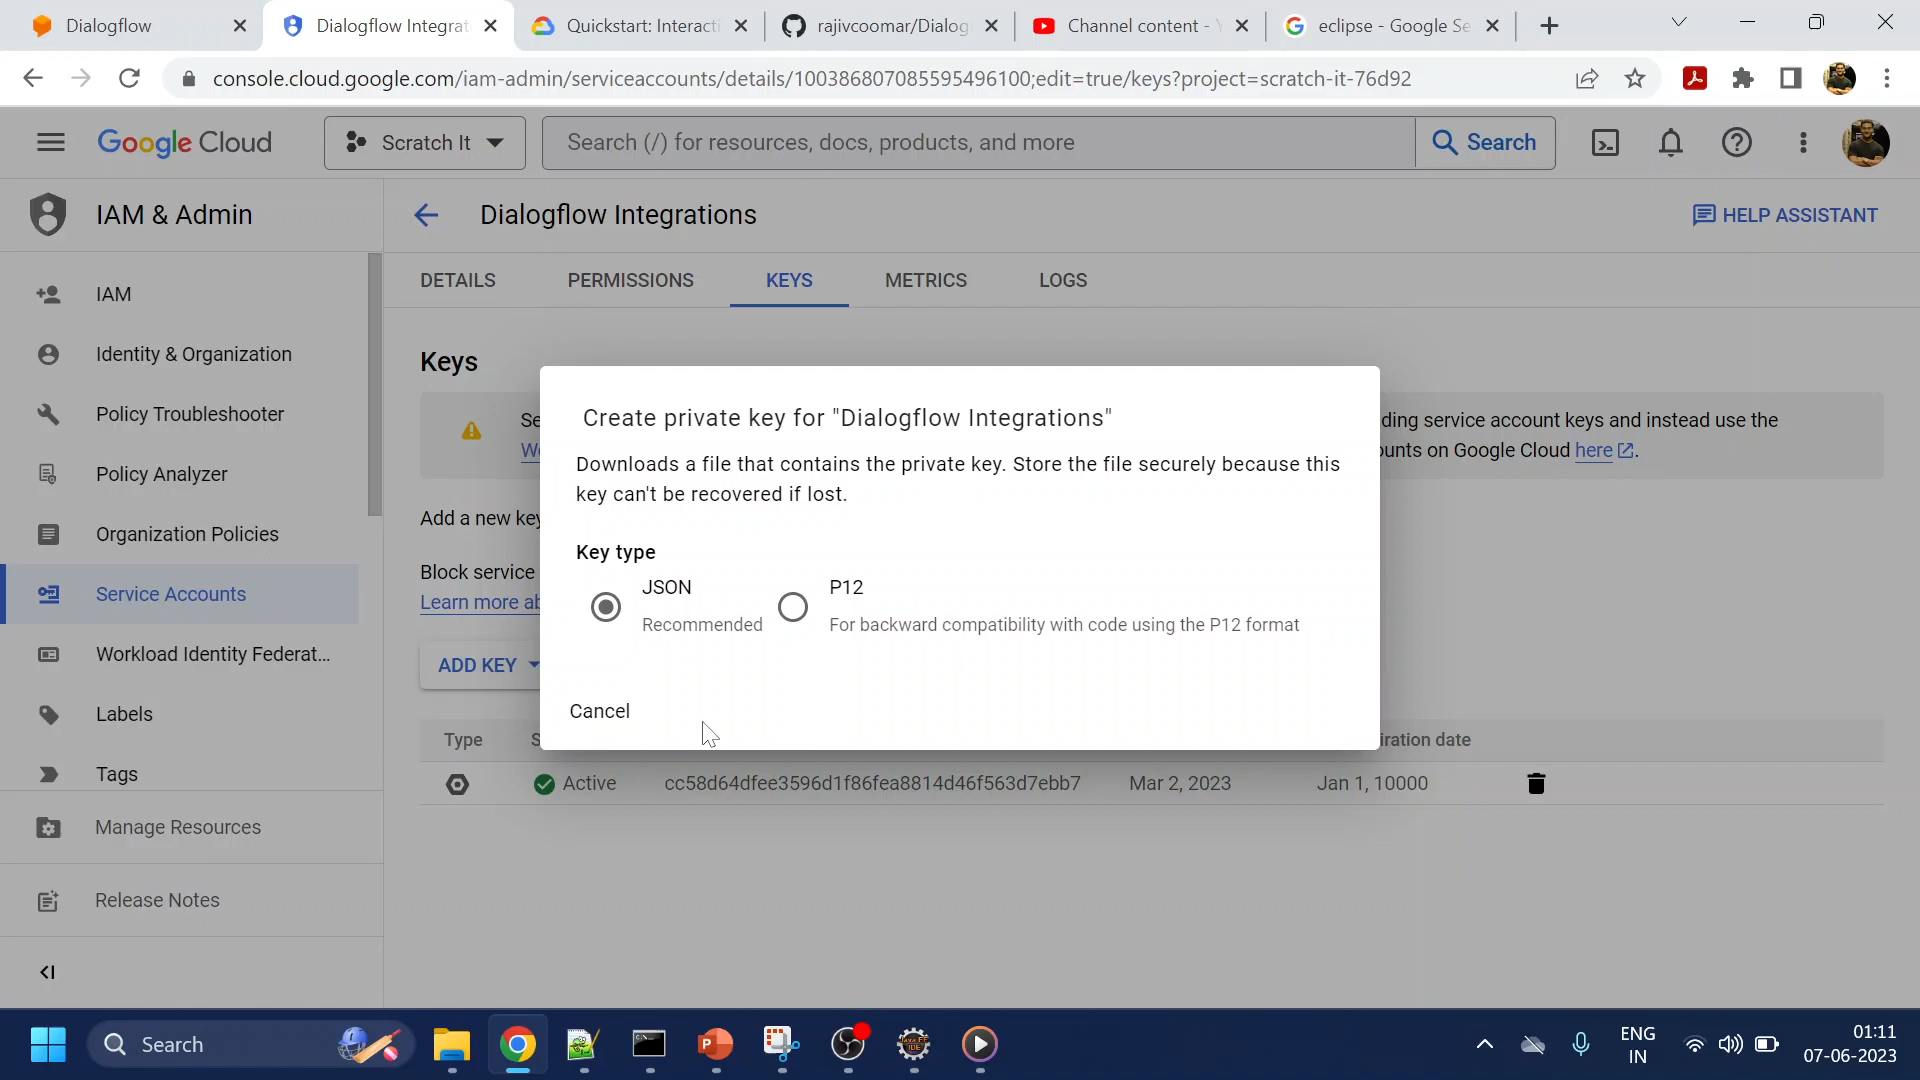 Dialogflow
Dialogflow Integrat
Quickstart: Interacti
rajivcoomar/Dialog
Channel content - Y
eclipse - Google Se
console.cloud.google.com/iam-admin/serviceaccounts/details/100386807085595496100;edit=true/keys?project=scratch-it-76d92
Google Cloud
Scratch It
Search (/) for resources, docs, products, and more
Search
IAM & Admin
Dialogflow Integrations
HELP ASSISTANT
DETAILS
PERMISSIONS
KEYS
METRICS
LOGS
IAM
Identity & Organization
Policy Troubleshooter
Policy Analyzer
Organization Policies
Service Accounts
Workload Identity Federat...
Labels
Tags
Manage Resources
Release Notes
Keys
Se
ding service account keys and instead use the
We
ounts on Google Cloud here.
Add a new key
Block service
Learn more ab
ADD KEY
Create private key for "Dialogflow Integrations"
Downloads a file that contains the private key. Store the file securely because this
key can't be recovered if lost.
Key type
JSON
Recommended
P12
For backward compatibility with code using the P12 format
Cancel
Type
S
iration date
Active
cc58d64dfee3596d1f86fea8814d46f563d7ebb7
Mar 2, 2023
Jan 1, 10000
Search
ENG
IN
01:11
07-06-2023